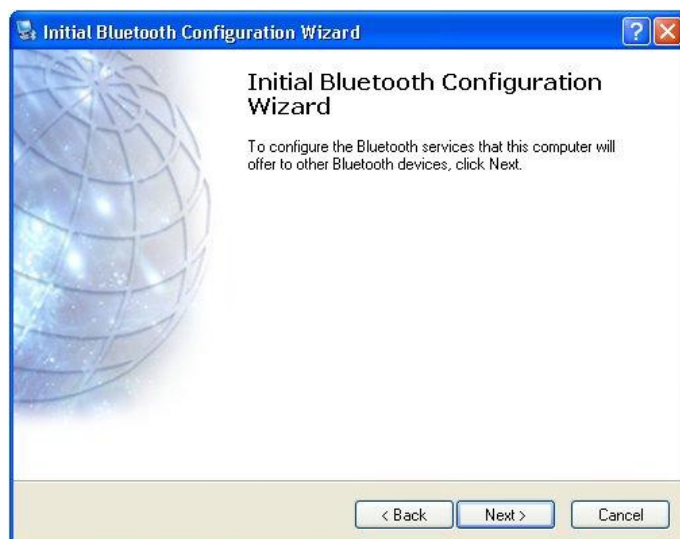 Initial Bluetooth Configuration Wizard
Initial Bluetooth Configuration
Wizard
To configure the Bluetooth services that this computer will
offer to other Bluetooth devices, click Next.
< Back
Next >
Cancel